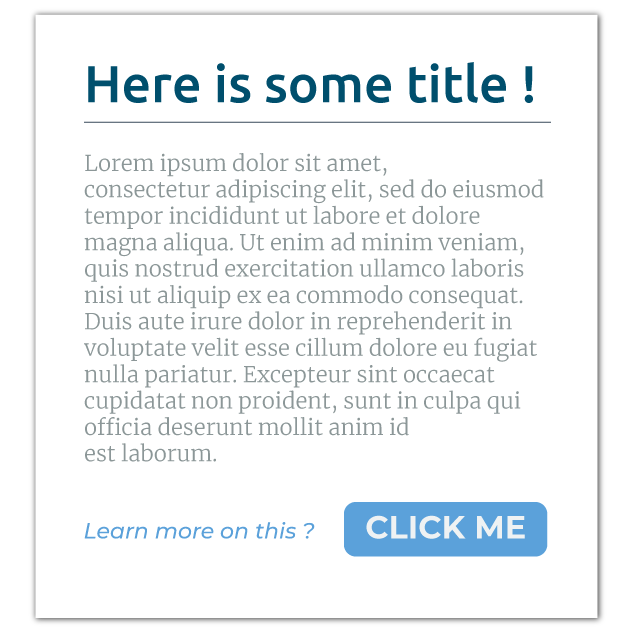 Here is some title !
Lorem ipsum dolor sit amet,
consectetur adipiscing elit, sed do eiusmod
tempor incididunt ut labore et dolore
magna aliqua. Ut enim ad minim veniam,
quis nostrud exercitation ullamco laboris
nisi ut aliquip ex ea commodo consequat.
Duis aute irure dolor in reprehenderit in
voluptate velit esse cillum dolore eu fugiat
nulla pariatur. Excepteur sint occaecat
cupidatat non proident, sunt in culpa qui
officia deserunt mollit anim id
est laborum.
Learn more on this ?
CLICK ME